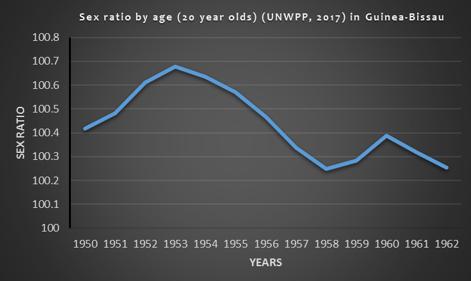 Sex ratio by age (20 year olds) (UNWPP, 2017) in Guinea-Bissau
100.8
100.7
100.6
100.5
100.4
100.3
100.2
100.1
100
SEX RATIO
1950 1951 1952 1953 1954 1955 1956 1957 1958 1959 1960 1961 1962
YEARS